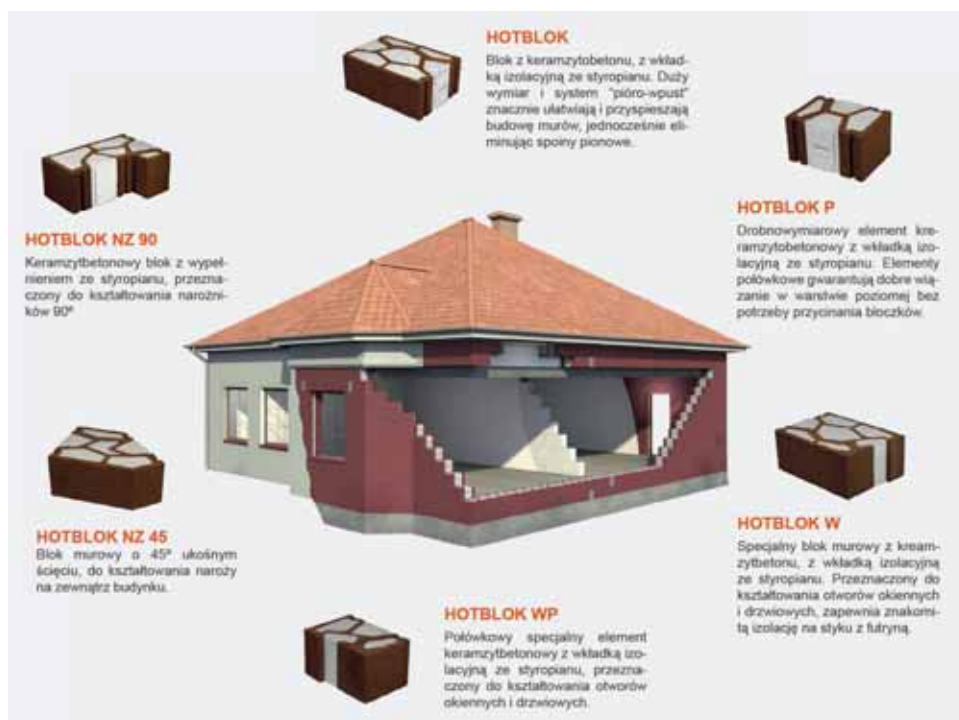 HOTBLOK
Blok z keramzytobetonu, z wkład-
ką izolacyjną ze styropianu. Duży
wymiar i system "pióro-wpust"
znacznie ułatwiają i przyspieszają
budowę murów, jednocześnie eli-
minując spoiny pionowe.
HOTBLOK P
Drobnowymiarowy element kre-
ramzytobetonowy z wkładką izo-
lacyjną ze styropianu. Elementy
połówkowe gwarantują dobre wią-
zanie w warstwie poziomej bez
potrzeby przycinania bloczków.
HOTBLOK NZ 90
Keramzytbetonowy blok z wypeł-
nieniem ze styropianu, przezna-
czony do kształtowania narożni-
ków 90º
HOTBLOK NZ 45
Blok murowy o 45º ukośnym
ścięciu, do kształtowania naroży
na zewnątrz budynku.
HOTBLOK W
Specjalny blok murowy z kream-
zytbetonu, z wkładką izolacyjną
ze styropianu. Przeznaczony do
kształtowania otworów okiennych
i drzwiowych, zapewnia znakomi-
tą izolację na styku z futryną.
HOTBLOK WP
Połówkowy specjalny element
keramzytbetonowy z wkładką izo-
lacyjną ze styropianu, przezna-
czony do kształtowania otworów
okiennych i drzwiowych.